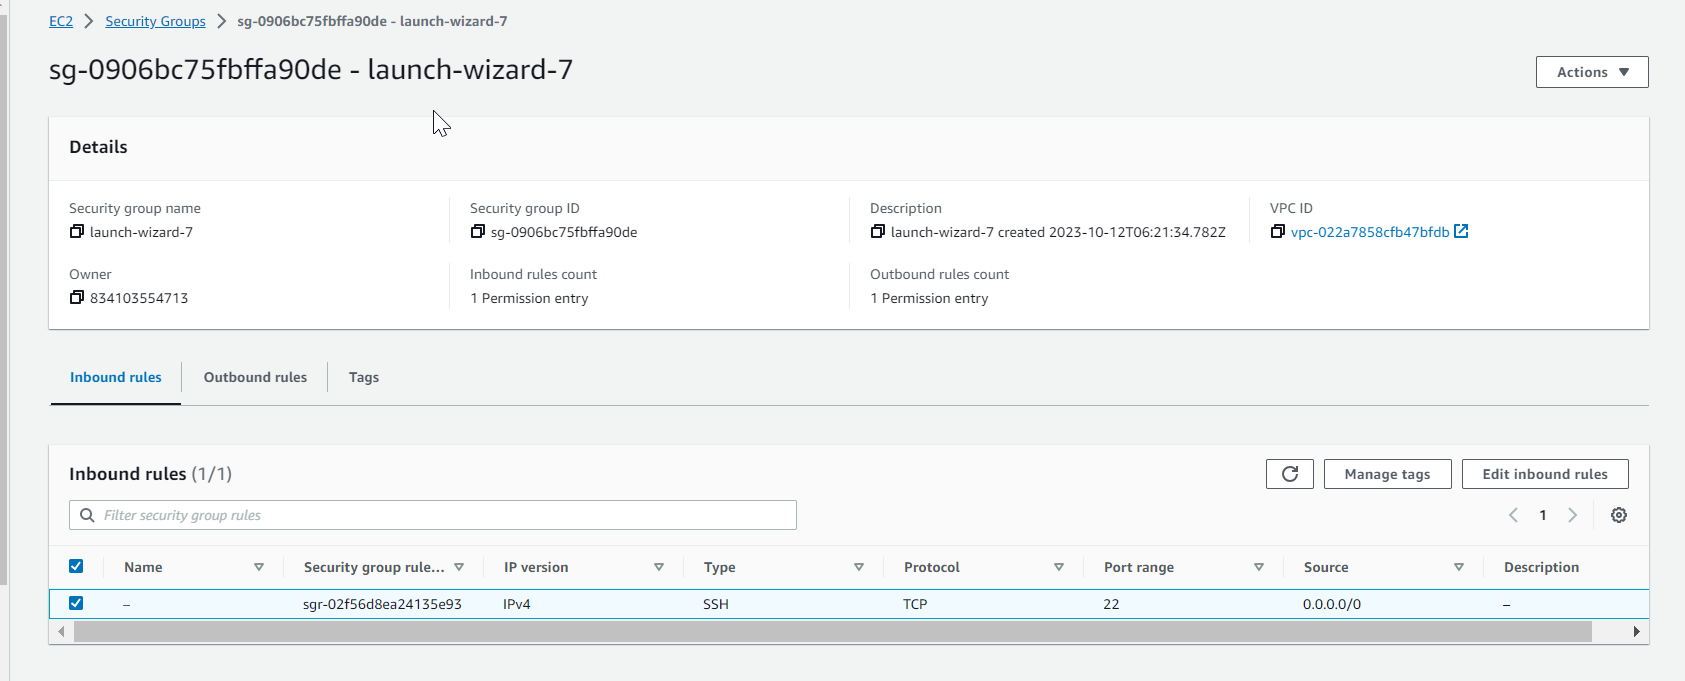 EC2 > Security Groups > sg-0906bc75fbffa90de - launch-wizard-7
sg-0906bc75fbffa90de - launch-wizard-7
Actions
Details
Security group name
launch-wizard-7
Security group ID
sg-0906bc75fbffa90de
Description
launch-wizard-7 created 2023-10-12T06:21:34.782Z
VPC ID
vpc-022a7858cfb47bfdb
Owner
834103554713
Inbound rules count
1 Permission entry
Outbound rules count
1 Permission entry
Inbound rules Outbound rules Tags
Inbound rules (1/1)
Manage tags Edit inbound rules
Filter security group rules
1
Name Security group rule... IP version Type Protocol Port range Source Description
– sgr-02f56d8ea24135e93 IPv4 SSH TCP 22 0.0.0.0/0 –